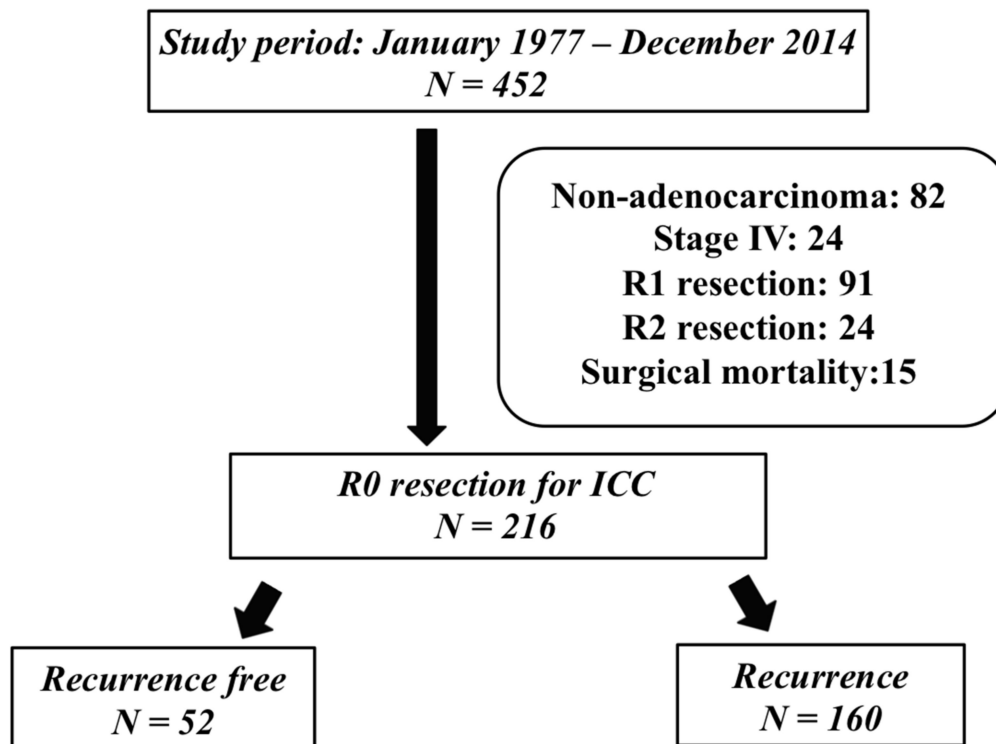 Study period: January 1977 – December 2014
N = 452
Non-adenocarcinoma: 82
Stage IV: 24
R1 resection: 91
R2 resection: 24
Surgical mortality:15
R0 resection for ICC
N = 216
Recurrence free
N = 52
Recurrence
N = 160